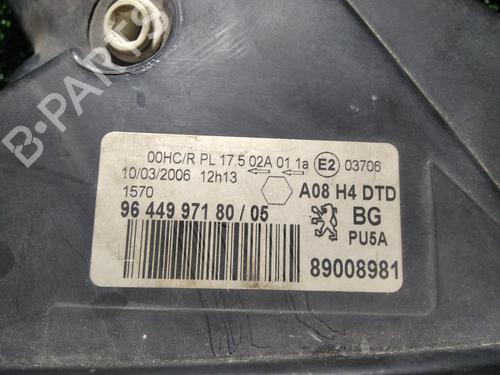 B-PARTS
00HC/R PL 17.5 02A 01 1a E2 03706
10/03/2006 12h13
A08 H4 DTD
1570
96 449 971 80 / 05
BG
PU5A
89008981